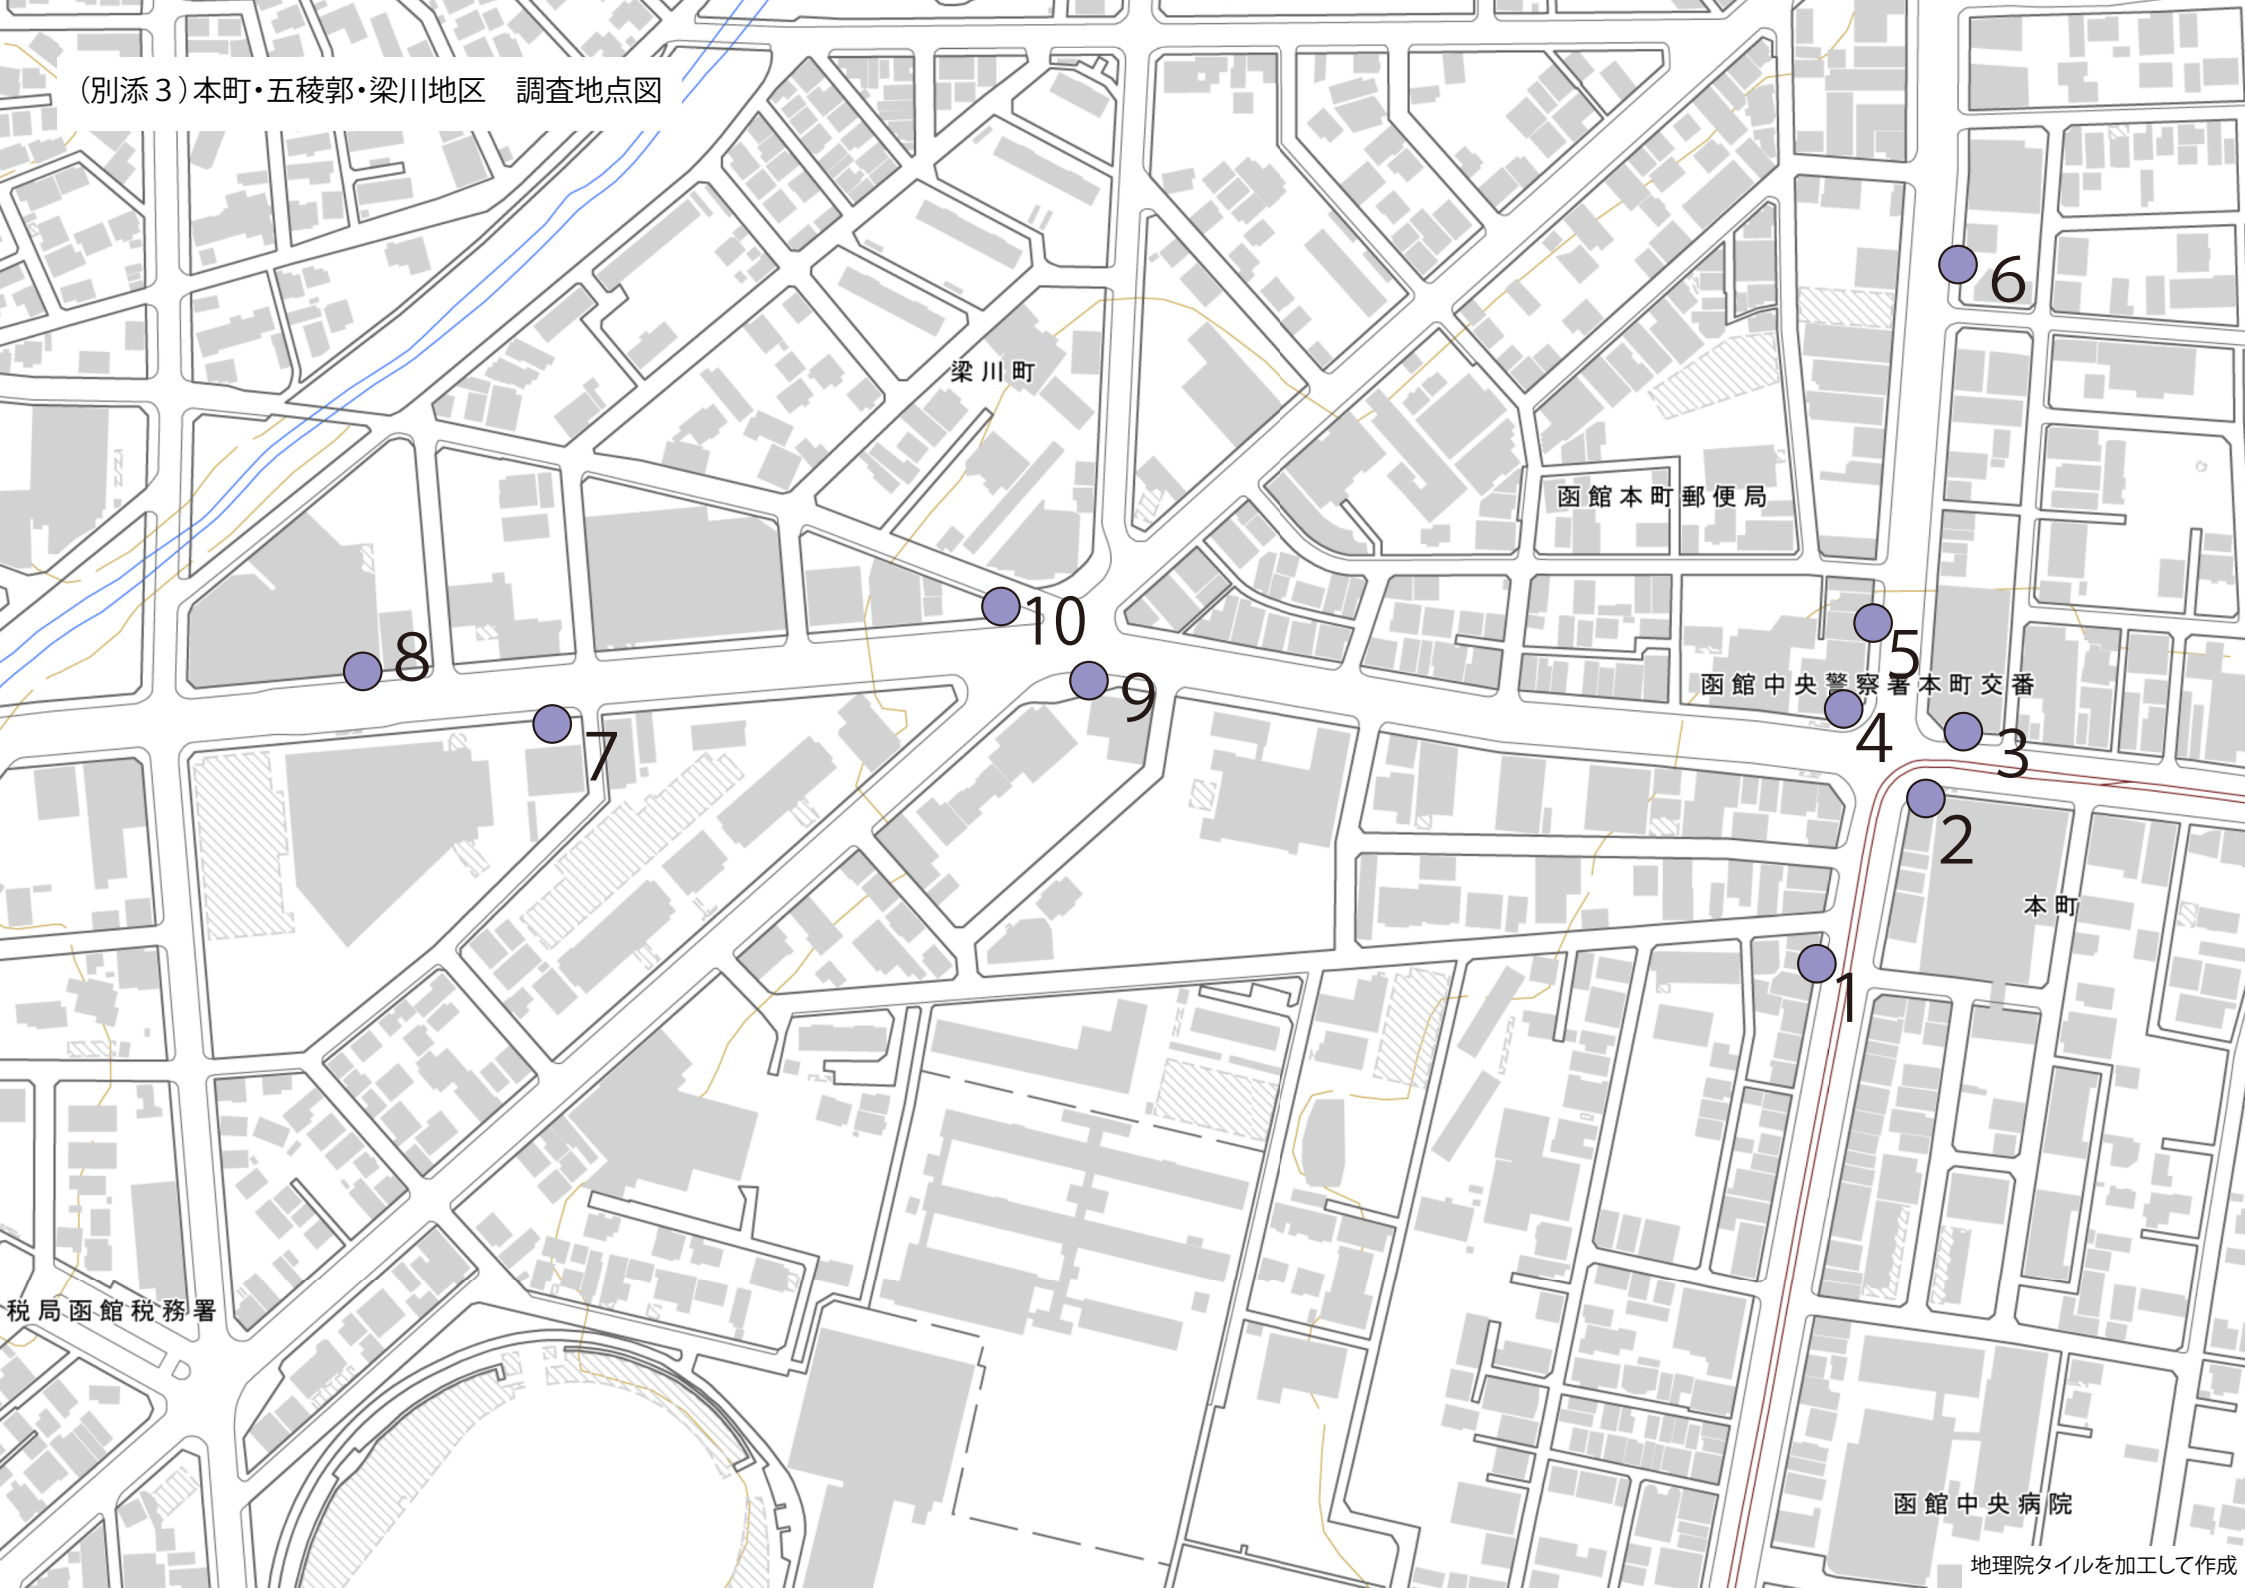 （別添３）本町・五稜郭・梁川地区　調査地点図
6
梁川町
函館本町郵便局
10
8
5
函館中央警察署本町交番
9
4
3
7
2
本町
1
税局函館税務署
函館中央病院
地理院タイルを加工して作成